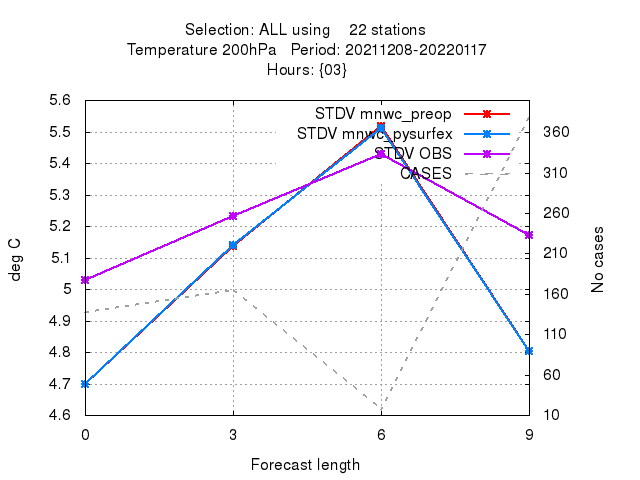 Selection: ALL using 22 stations
Temperature 200hPa Period: 20211208-20220117
Hours: {03}
STDV mnwc_preop
STDV mnwc_pysurfex
STDV OBS
CASES
5.6
5.5
5.4
5.3
5.2
5.1
5
4.9
4.8
4.7
4.6
360
310
260
210
160
110
60
10
deg C
No cases
0 3 6 9
Forecast length